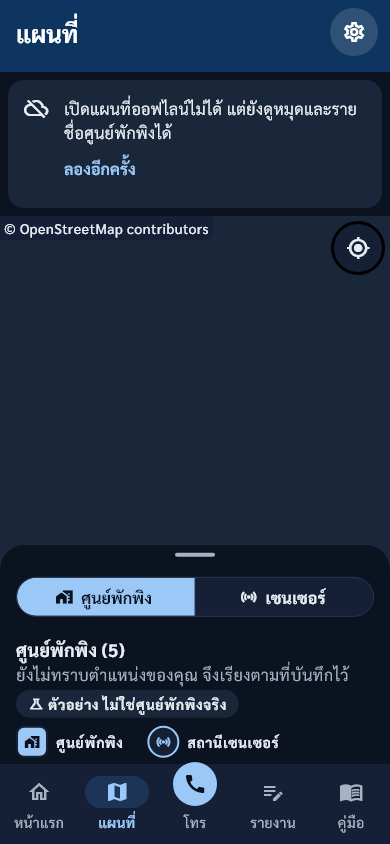 แผนที่
เปิดแผนที่ออฟไลน์ไม่ได้ แต่ยังดูหมุดและราย
ชื่อศูนย์พักพิงได้
ลองอีกครั้ง
© OpenStreetMap contributors
ศูนย์พักพิง
เซนเซอร์
ศูนย์พักพิง (5)
ยังไม่ทราบตำแหน่งของคุณ จึงเรียงตามที่บันทึกไว้
ตัวอย่าง ไม่ใช่ศูนย์พักพิงจริง
ศูนย์พักพิง
สถานีเซนเซอร์
หน้าแรก
แผนที่
โทร
รายงาน
คู่มือ